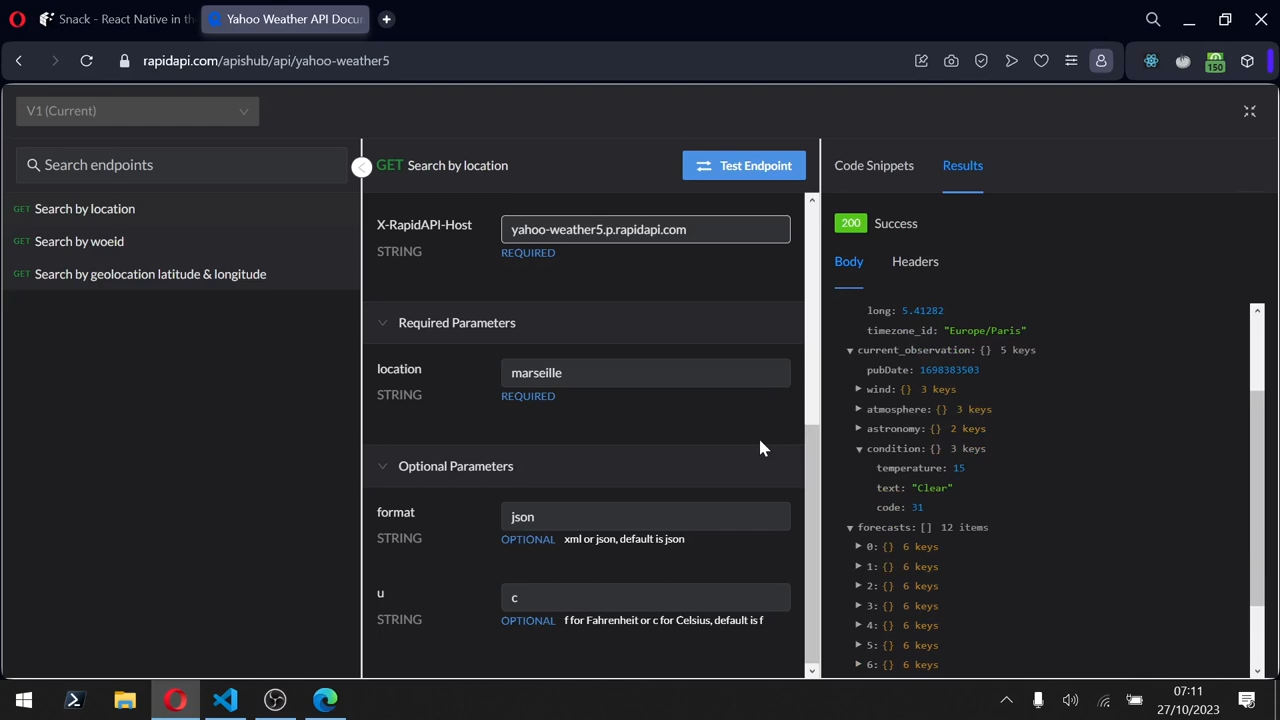 Snack - React Native in the
Yahoo Weather API Docu
rapidapi.com/apishub/api/yahoo-weather5
150
V1 (Current)
Search endpoints
GET Search by location
GET Search by woeid
GET Search by geolocation latitude & longitude
GET Search by location
Test Endpoint
X-RapidAPI-Host
yahoo-weather5.p.rapidapi.com
STRING
REQUIRED
Required Parameters
location
marseille
STRING
REQUIRED
Optional Parameters
format
json
STRING
OPTIONAL xml or json, default is json
u
c
STRING
OPTIONAL f for Fahrenheit or c for Celsius, default is f
Code Snippets
Results
200 Success
Body
Headers
long: 5.41282
timezone_id: "Europe/Paris"
current_observation: {} 5 keys
pubDate: 1698383503
wind: {} 3 keys
atmosphere: {} 3 keys
astronomy: {} 2 keys
condition: {} 3 keys
temperature: 15
text: "Clear"
code: 31
forecasts: [] 12 items
0: {} 6 keys
1: {} 6 keys
2: {} 6 keys
3: {} 6 keys
4: {} 6 keys
5: {} 6 keys
6: {} 6 keys
07:11
27/10/2023